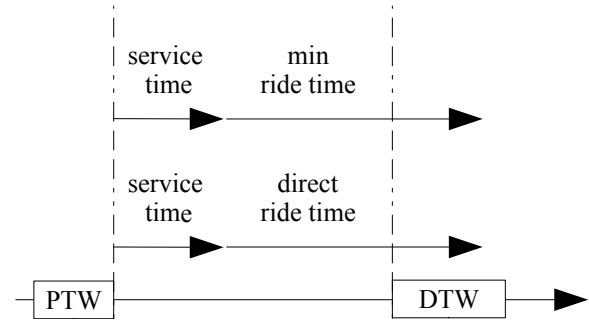 service min
time ride time
service direct
time ride time
PTW DTW